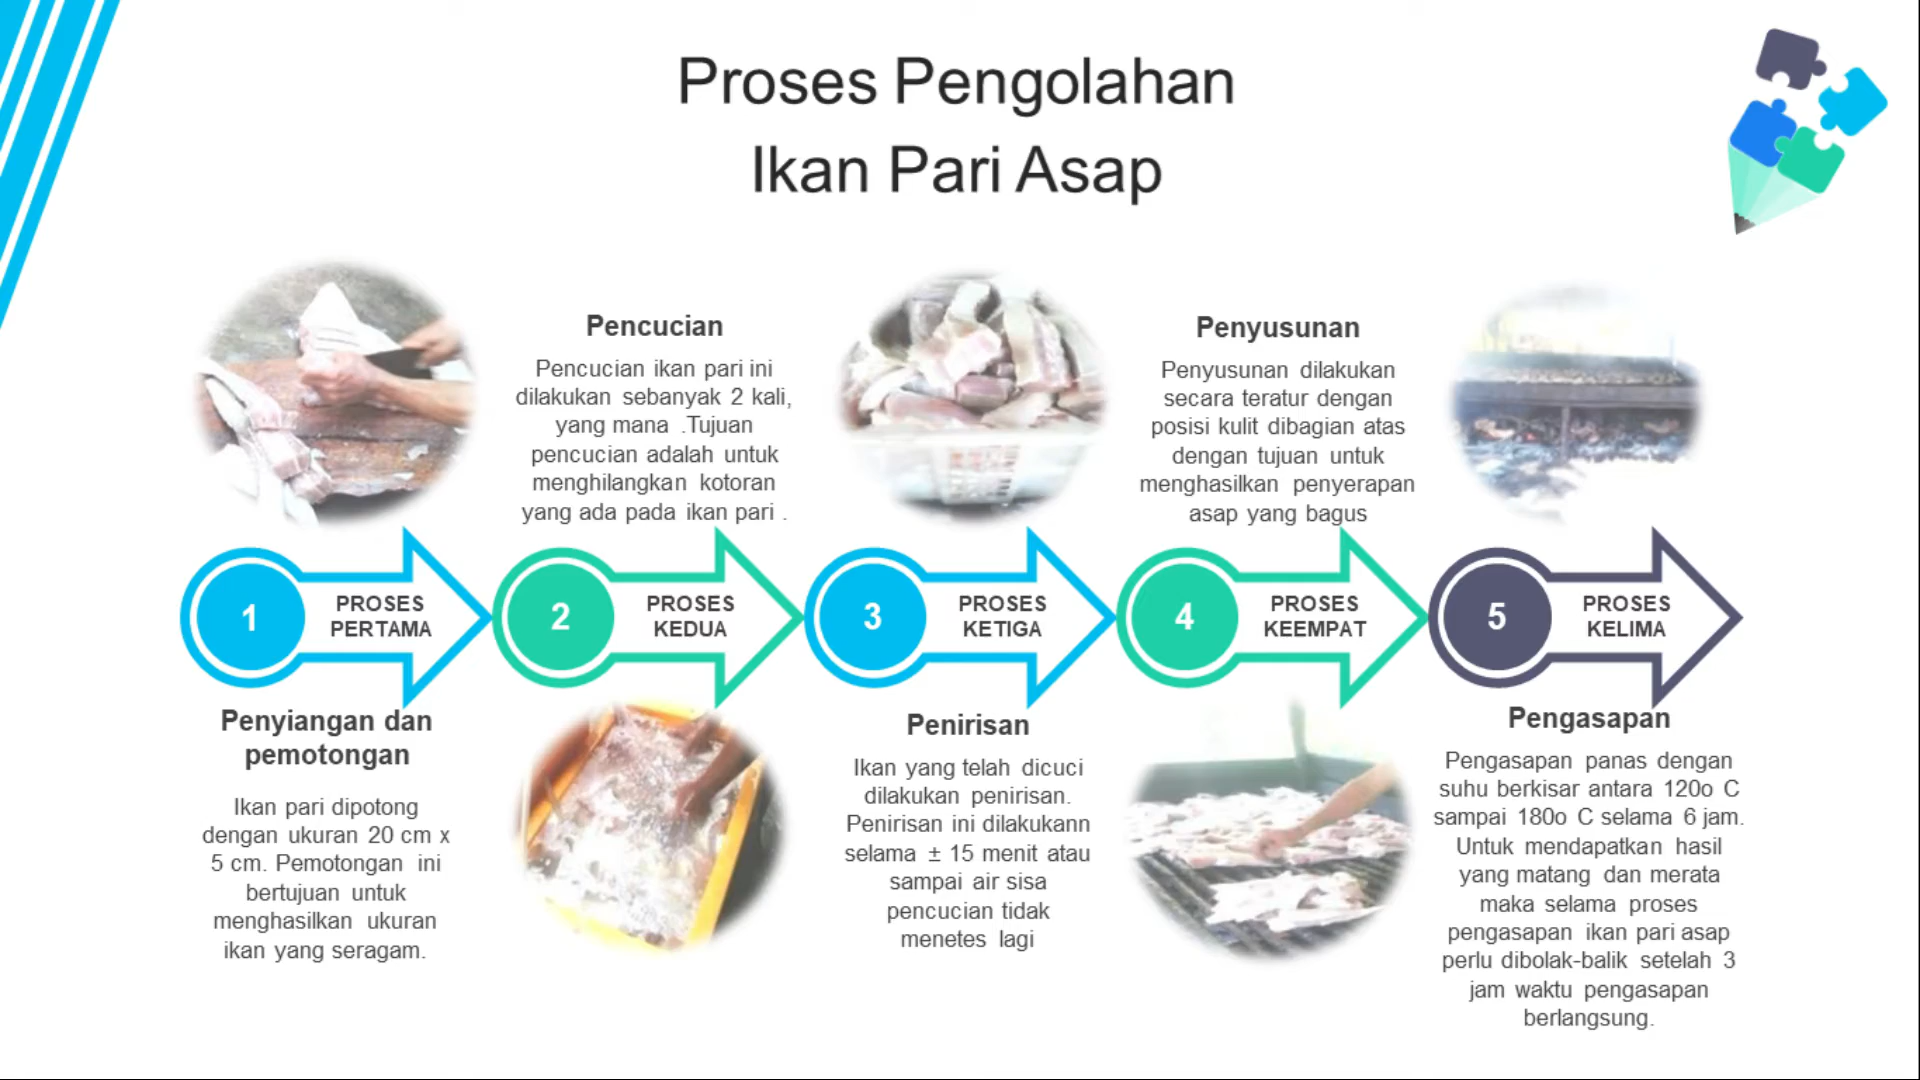 Proses Pengolahan
Ikan Pari Asap
Pencucian
Pencucian ikan pari ini
dilakukan sebanyak 2 kali,
yang mana .Tujuan
pencucian adalah untuk
menghilangkan kotoran
yang ada pada ikan pari .
Penyusunan
Penyusunan dilakukan
secara teratur dengan
posisi kulit dibagian atas
dengan tujuan untuk
menghasilkan penyerapan
asap yang bagus
1
PROSES
PERTAMA
2
PROSES
KEDUA
3
PROSES
KETIGA
4
PROSES
KEEMPAT
5
PROSES
KELIMA
Penyiangan dan
pemotongan
Ikan pari dipotong
dengan ukuran 20 cm x
5 cm. Pemotongan ini
bertujuan untuk
menghasilkan ukuran
ikan yang seragam.
Penirisan
Ikan yang telah dicuci
dilakukan penirisan.
Penirisan ini dilakukann
selama ± 15 menit atau
sampai air sisa
pencucian tidak
menetes lagi
Pengasapan
Pengasapan panas dengan
suhu berkisar antara 120o C
sampai 180o C selama 6 jam.
Untuk mendapatkan hasil
yang matang dan merata
maka selama proses
pengasapan ikan pari asap
perlu dibolak-balik setelah 3
jam waktu pengasapan
berlangsung.